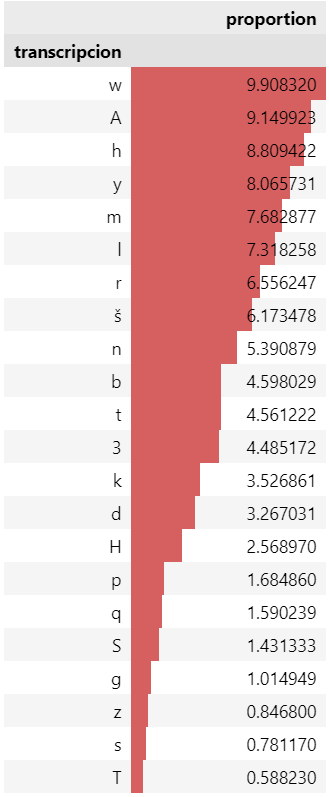 proportion
transcripcion
w 9.908320
A 9.149923
h 8.809422
y 8.065731
m 7.682877
l 7.318258
r 6.556247
š 6.173478
n 5.390879
b 4.598029
t 4.561222
3 4.485172
k 3.526861
d 3.267031
H 2.568970
p 1.684860
q 1.590239
S 1.431333
g 1.014949
z 0.846800
s 0.781170
T 0.588230